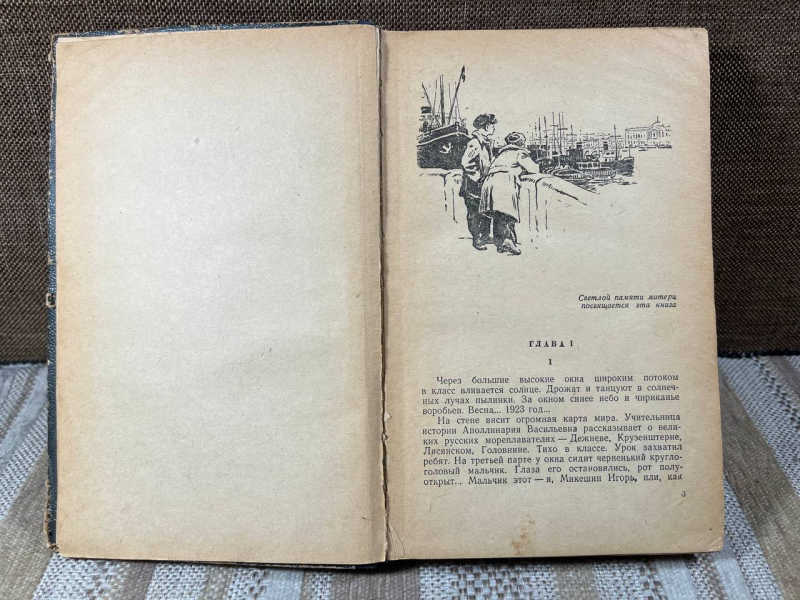 Светлой памяти матери
посвящается эта книга
ГЛАВА 1
1
Через большие высокие окна широким потоком
в класс вливается солнце. Дрожат и танцуют в солнеч-
ных лучах пылинки. За окном синее небо и чириканье
воробьев. Весна... 1923 год...
На стене висит огромная карта мира. Учительница
истории Аполлинария Васильевна рассказывает о вели-
ких русских мореплавателях — Дежневе, Крузенштерне,
Лисянском, Головнине. Тихо в классе. Урок захватил
ребят. На третьей парте у окна сидит черненький кругло-
головый мальчик. Глаза его остановились, рот полу-
открыт... Мальчик этот — я, Микешин Игорь, или, как
3